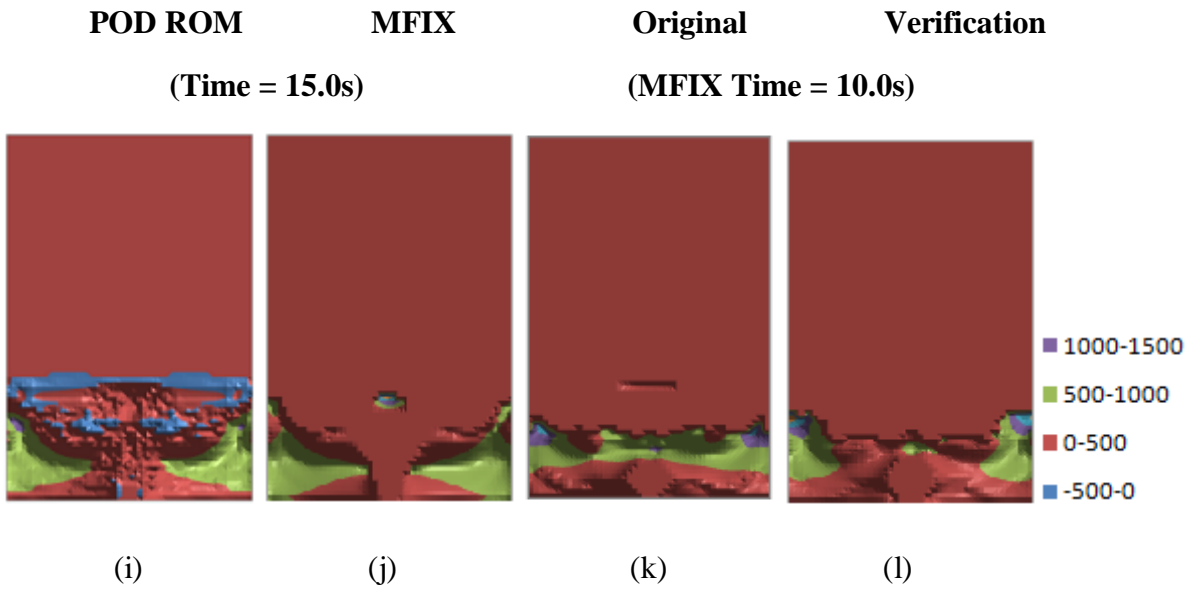 POD ROM MFIX Original Verification
(Time = 15.0s) (MFIX Time = 10.0s)
1000-1500
500-1000
0-500
-500-0
(i) (j) (k) (l)